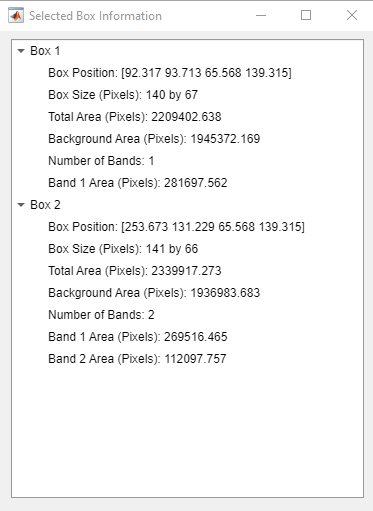 Selected Box Information
Box 1
Box Position: [92.317 93.713 65.568 139.315]
Box Size (Pixels): 140 by 67
Total Area (Pixels): 2209402.638
Background Area (Pixels): 1945372.169
Number of Bands: 1
Band 1 Area (Pixels): 281697.562
Box 2
Box Position: [253.673 131.229 65.568 139.315]
Box Size (Pixels): 141 by 66
Total Area (Pixels): 2339917.273
Background Area (Pixels): 1936983.683
Number of Bands: 2
Band 1 Area (Pixels): 269516.465
Band 2 Area (Pixels): 112097.757